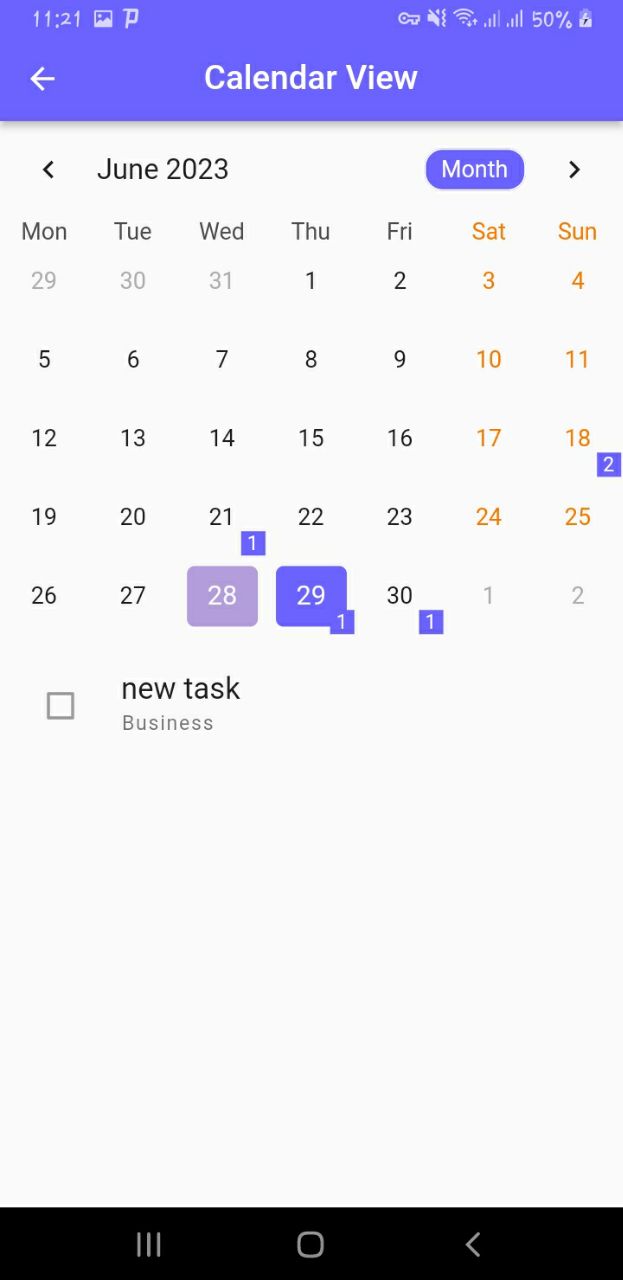 11:21 50%
Calendar View
June 2023 Month
Mon Tue Wed Thu Fri Sat Sun
29 30 31 1 2 3 4
5 6 7 8 9 10 11
12 13 14 15 16 17 18
2
19 20 21 22 23 24 25
1
26 27 28 29 30 1 2
1 1
new task
Business